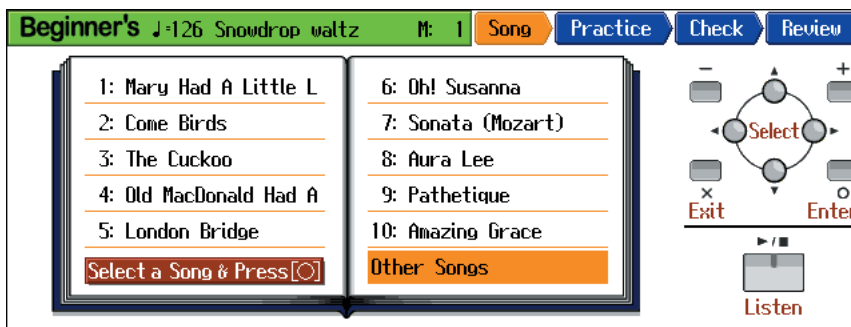 Beginner's ♩=126 Snowdrop waltz M: 1 Song Practice Check Review
1: Mary Had A Little L
2: Come Birds
3: The Cuckoo
4: Old MacDonald Had A
5: London Bridge
Select a Song & Press[○]
6: Oh! Susanna
7: Sonata (Mozart)
8: Aura Lee
9: Pathetique
10: Amazing Grace
Other Songs
− +
Select
× ○
Exit Enter
►/■
Listen